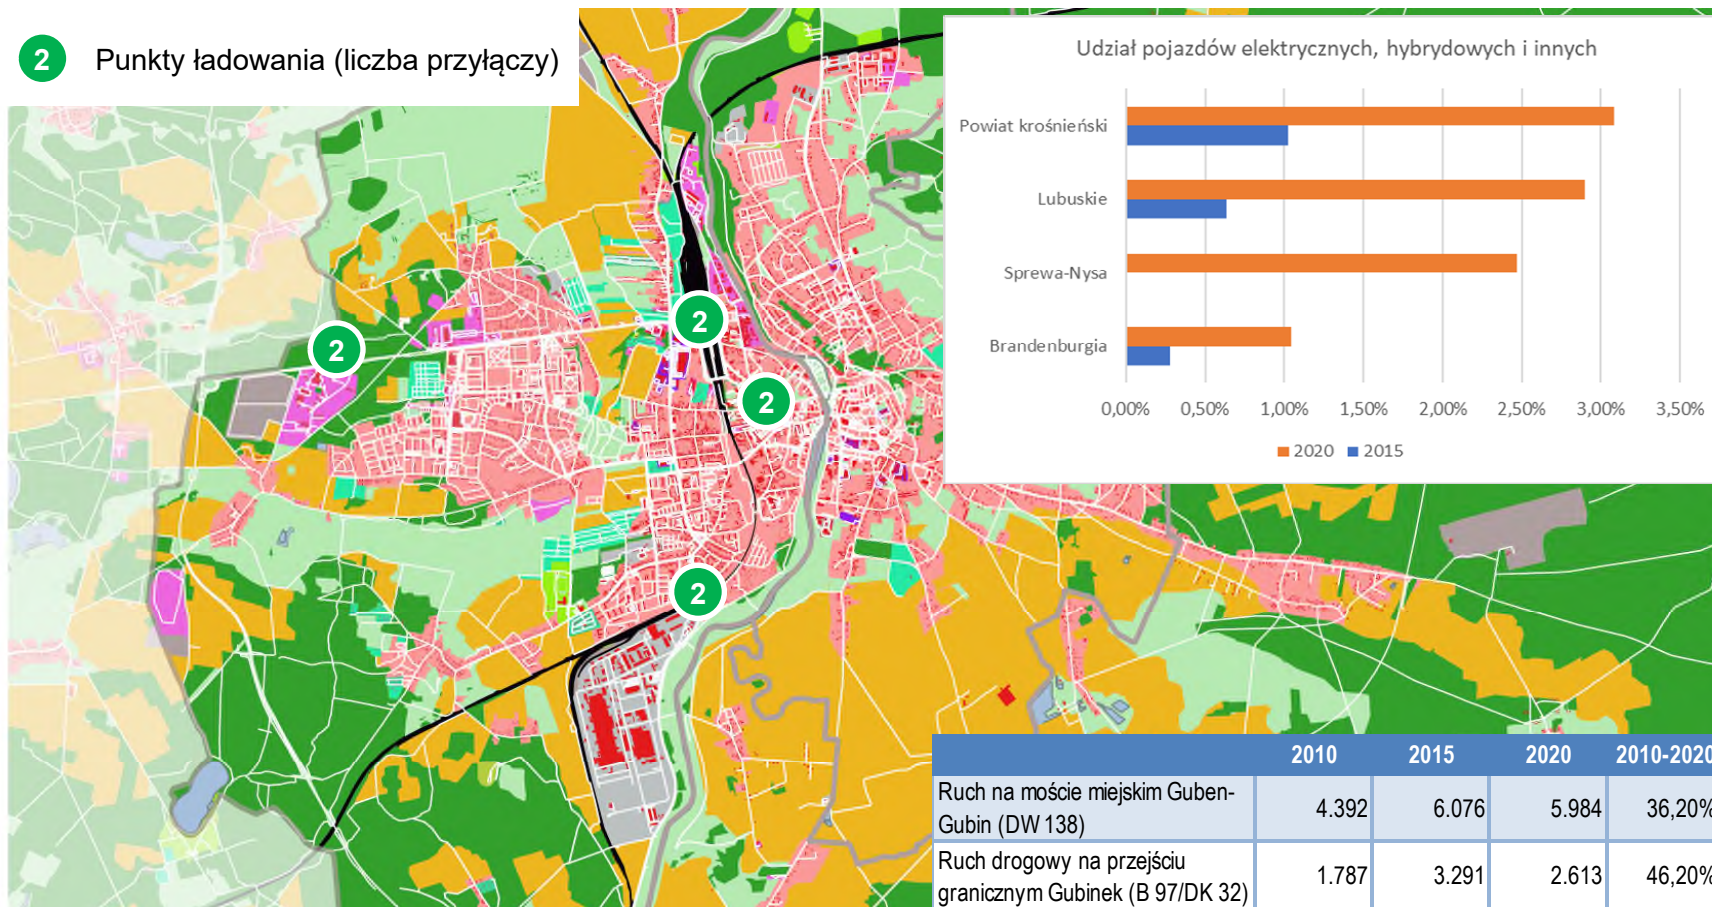 2 Punkty ładowania (liczba przyłączy)
Udział pojazdów elektrycznych, hybrydowych i innych
Powiat krośnieński
Lubuskie
Sprewa-Nysa
Brandenburgia
0,00% 0,50% 1,00% 1,50% 2,00% 2,50% 3,00% 3,50%
2020 2015
2
2
2
2
2010 2015 2020 2010-2020
Ruch na moście miejskim Guben-
Gubin (DW 138) 4.392 6.076 5.984 36,20%
Ruch drogowy na przejściu
granicznym Gubinek (B 97/DK 32) 1.787 3.291 2.613 46,20%